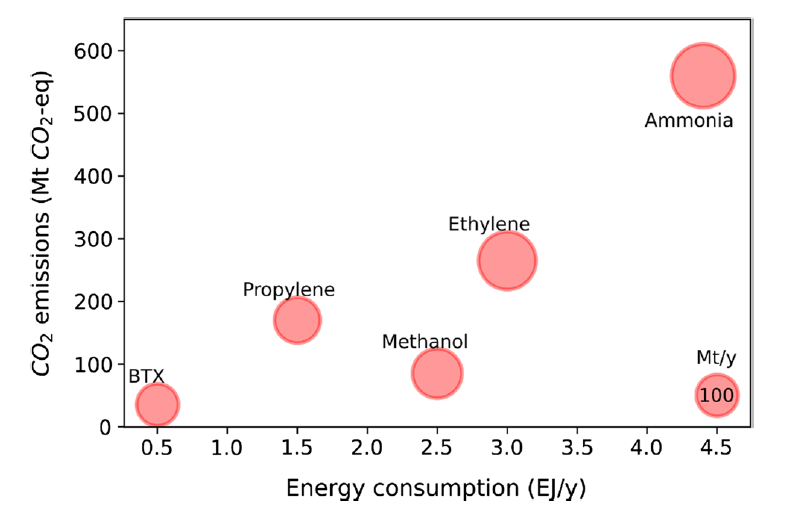 CO₂ emissions (Mt CO₂-eq)
600
500
400
300
200
100
0
Ammonia
Ethylene
Propylene
Methanol
Mt/y
BTX
100
0.5 1.0 1.5 2.0 2.5 3.0 3.5 4.0 4.5
Energy consumption (EJ/y)